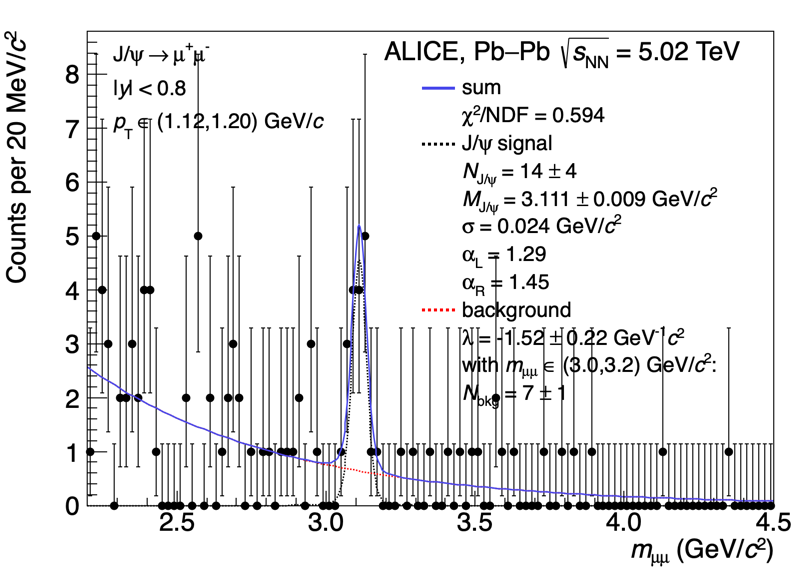 J/ψ → μ⁺μ⁻
|y| < 0.8
p_T ∈ (1.12,1.20) GeV/c
ALICE, Pb–Pb √s_NN = 5.02 TeV
sum
χ²/NDF = 0.594
J/ψ signal
N_J/ψ = 14 ± 4
M_J/ψ = 3.111 ± 0.009 GeV/c²
σ = 0.024 GeV/c²
α_L = 1.29
α_R = 1.45
background
λ = -1.52 ± 0.22 GeV⁻¹c²
with m_μμ ∈ (3.0,3.2) GeV/c²:
N_bkg = 7 ± 1
Counts per 20 MeV/c²
8
7
6
5
4
3
2
1
0
2.5 3.0 3.5 4.0 4.5
m_μμ (GeV/c²)